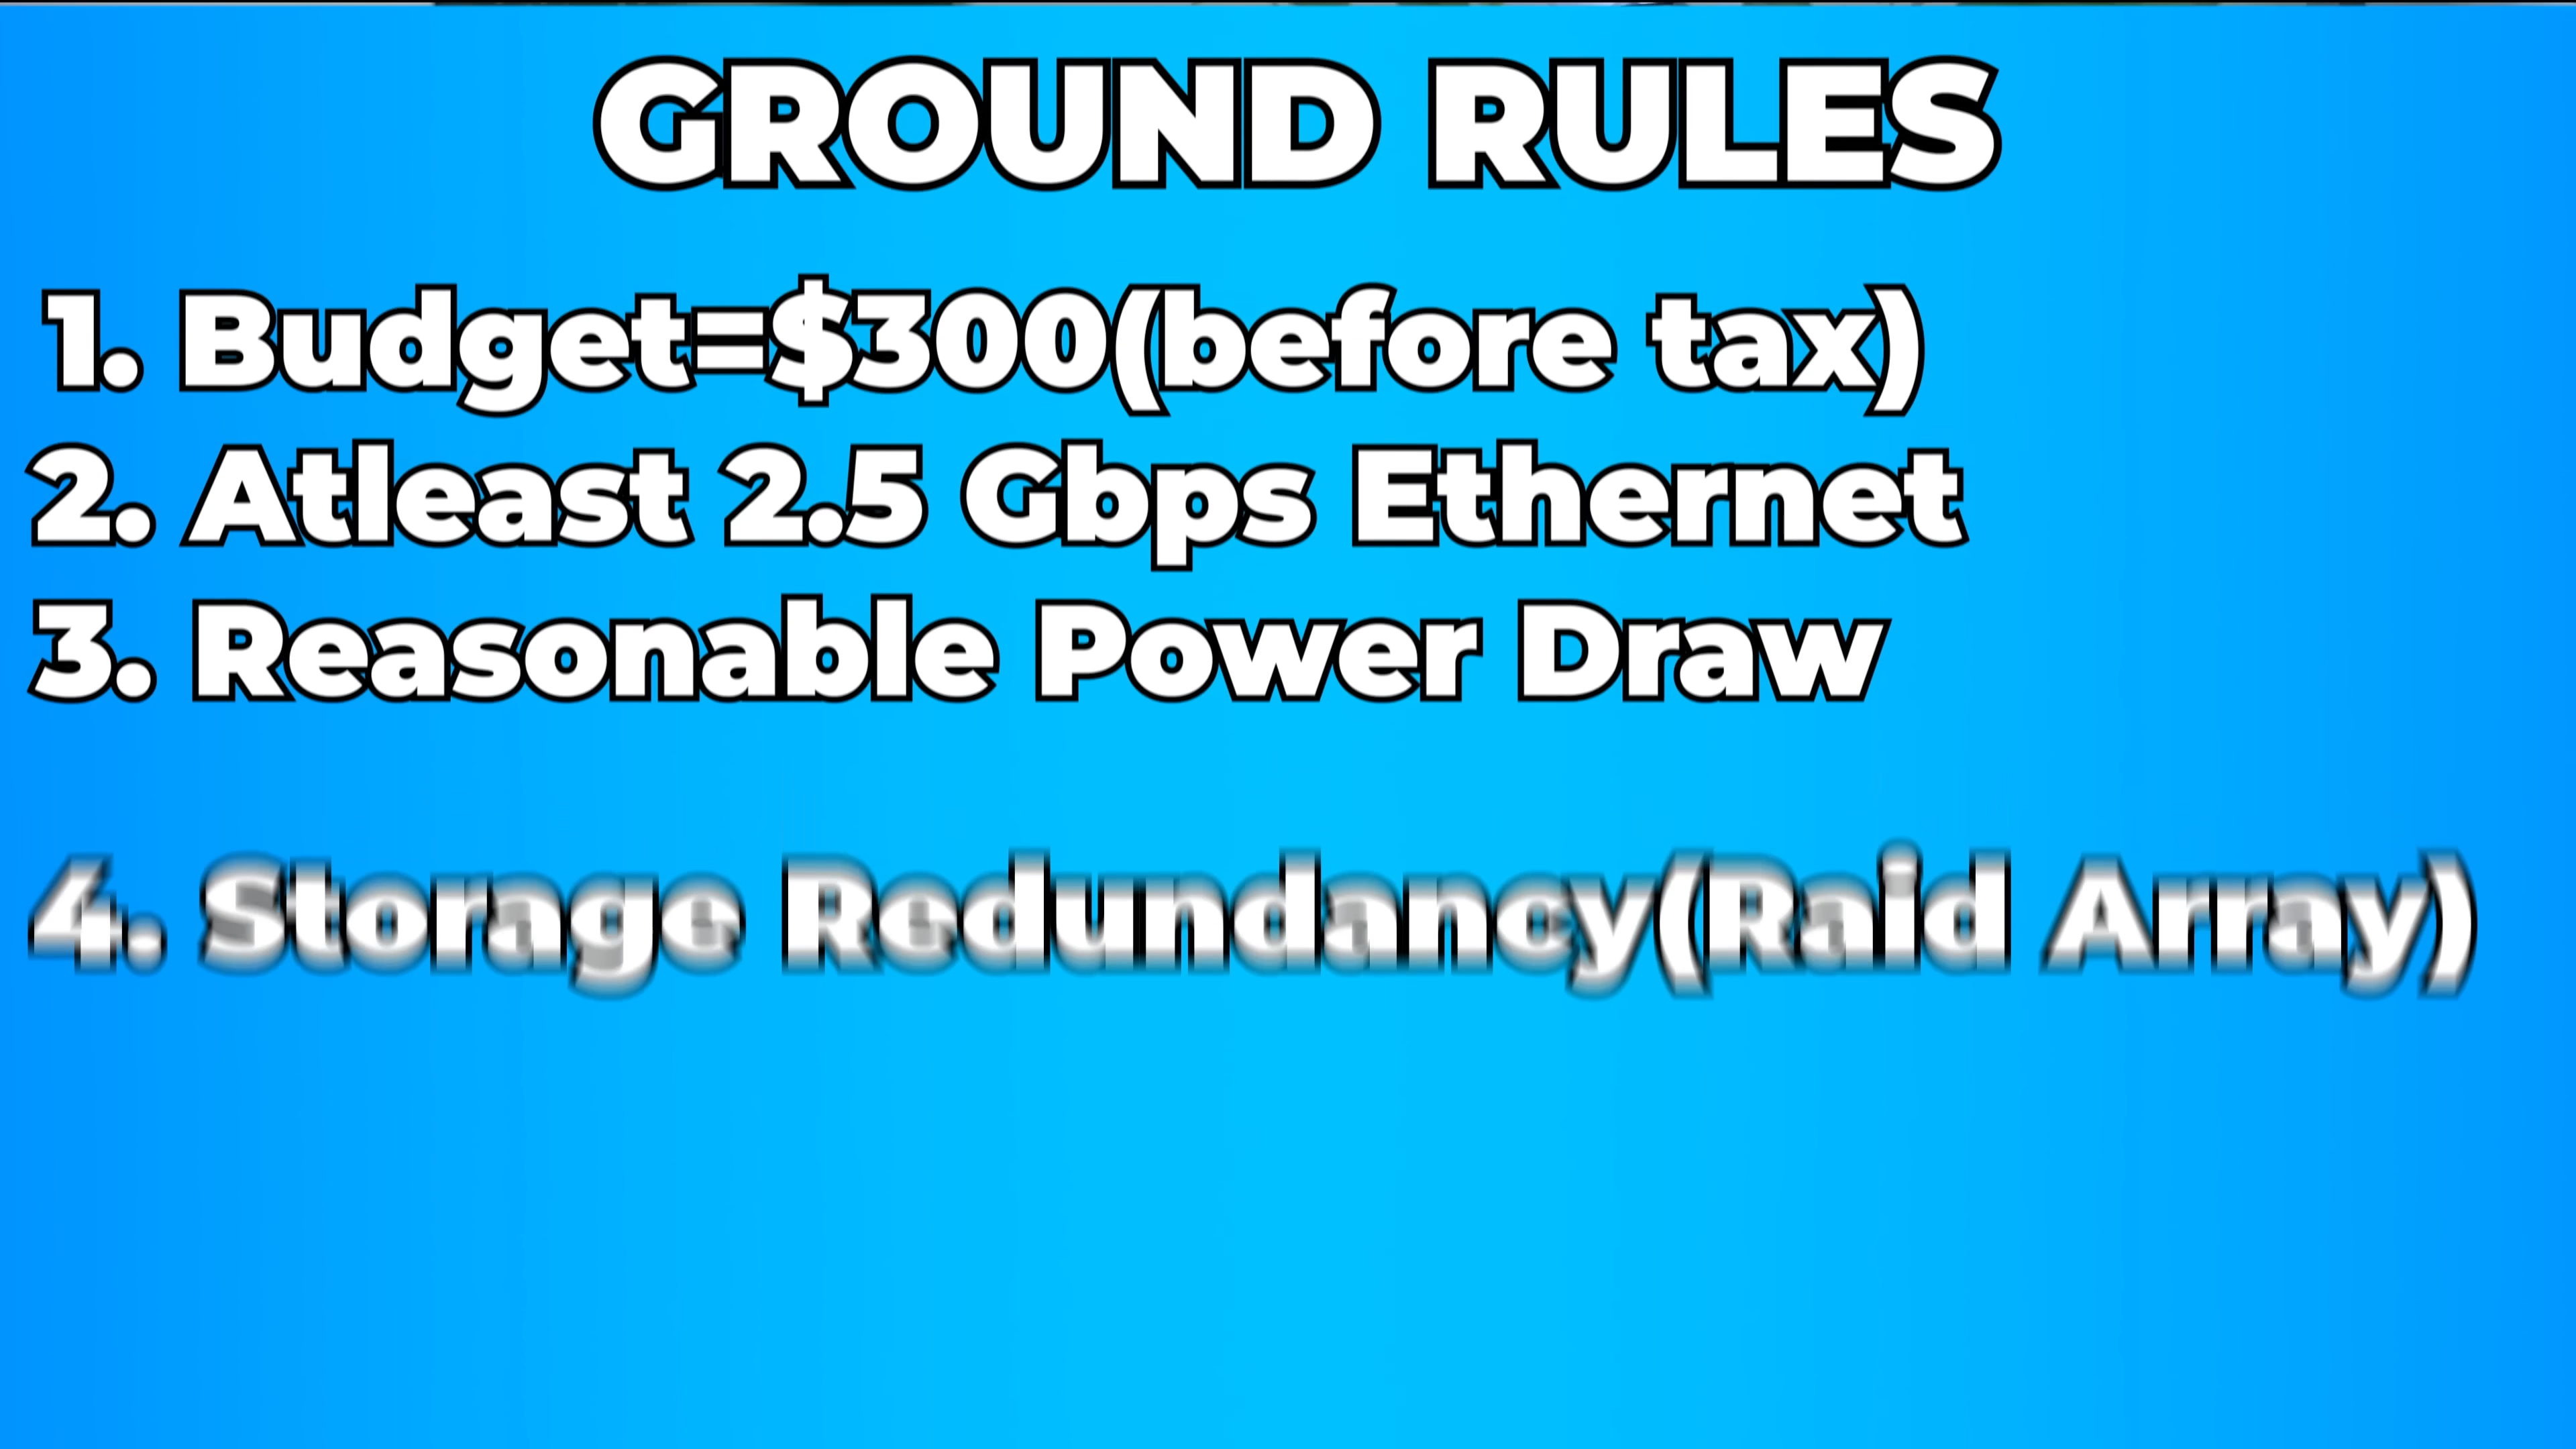 GROUND RULES
1. Budget=$300(before tax)
2. Atleast 2.5 Gbps Ethernet
3. Reasonable Power Draw
4. Storage Redundancy(Raid Array)